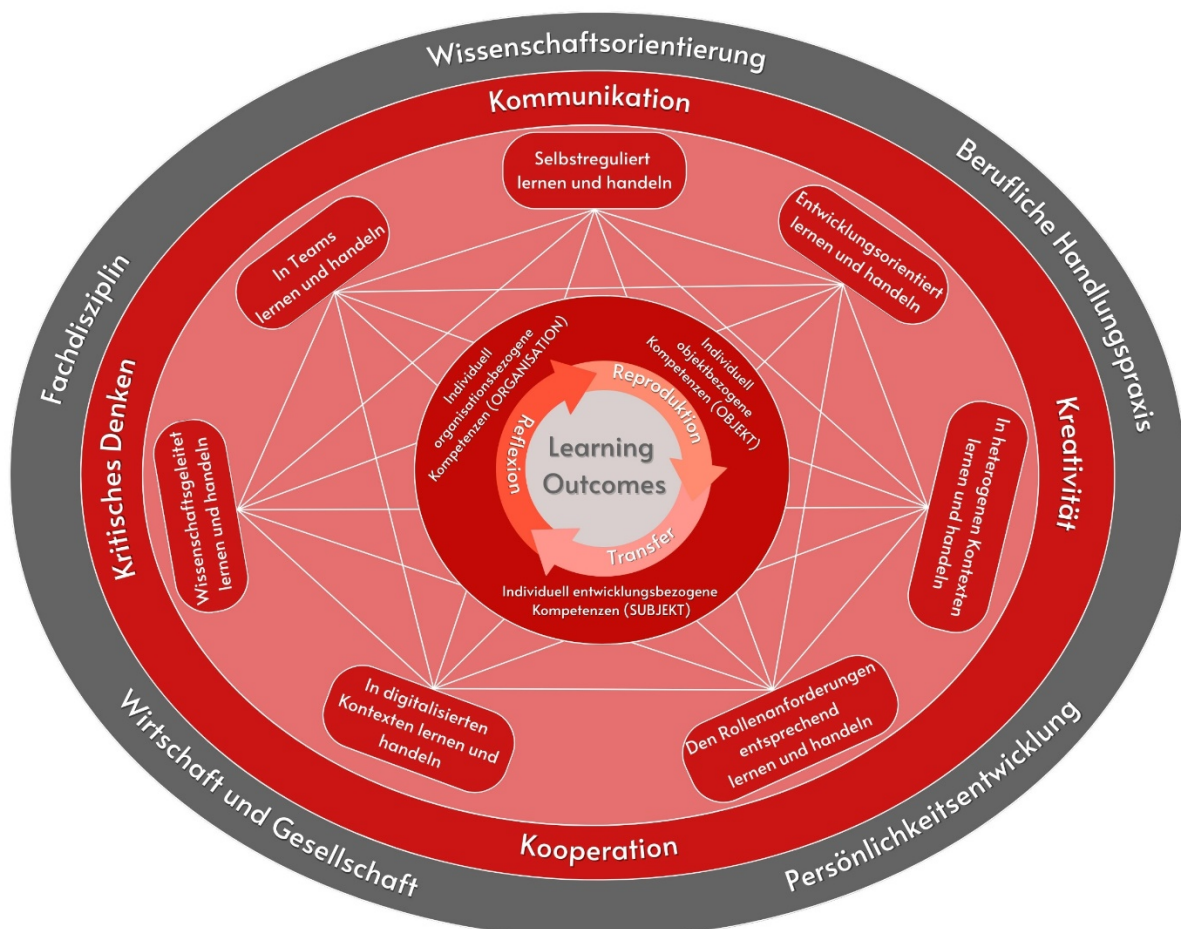 Wissenschaftsorientierung
Berufliche Handlungspraxis
Persönlichkeitsentwicklung
Wirtschaft und Gesellschaft
Fachdisziplin
Kommunikation
Kreativität
Kooperation
Kritisches Denken
Selbstreguliert
lernen und handeln
Entwicklungsorientiert
lernen und handeln
In heterogenen Kontexten
lernen und handeln
Den Rollenanforderungen
entsprechend
lernen und handeln
In digitalisierten
Kontexten lernen und
handeln
Wissenschaftsgeleitet
lernen und handeln
In Teams
lernen und handeln
Individuell
organisationsbezogene
Kompetenzen (ORGANISATION)
Individuell
objektbezogene
Kompetenzen (OBJEKT)
Individuell entwicklungsbezogene
Kompetenzen (SUBJEKT)
Reproduktion
Transfer
Reflexion
Learning
Outcomes